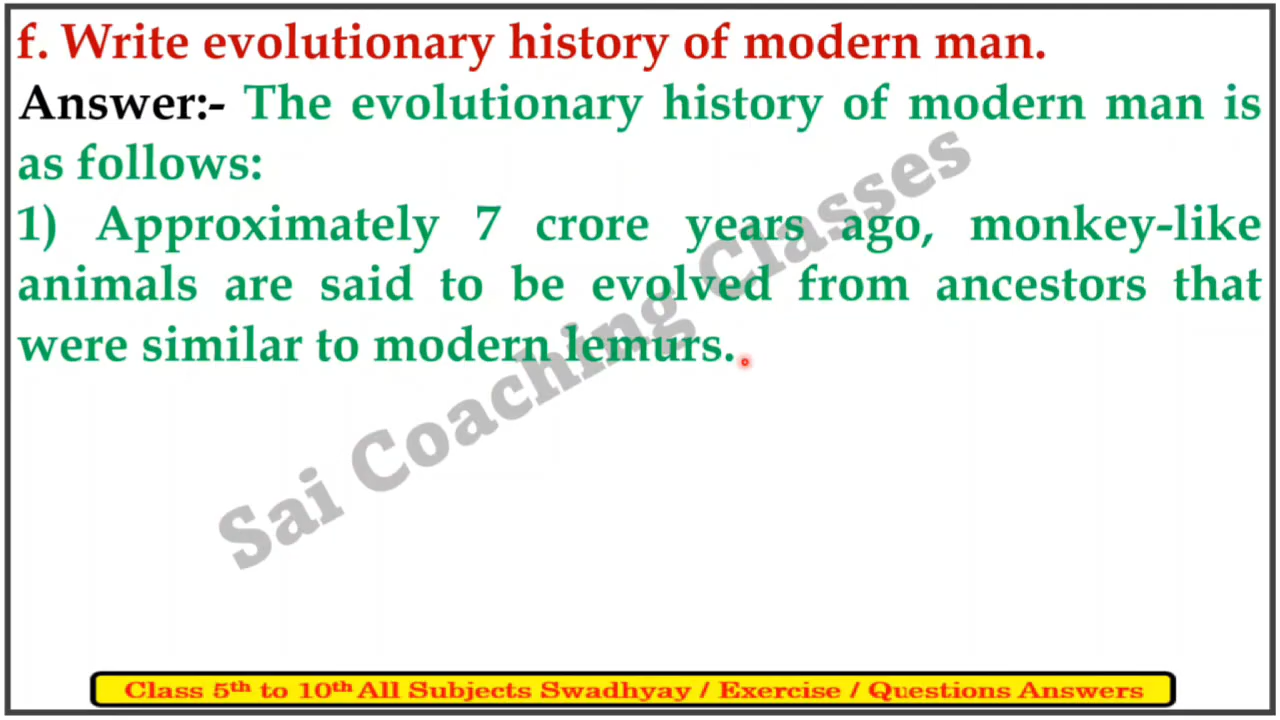 f. Write evolutionary history of modern man.
Answer:- The evolutionary history of modern man is
as follows:
1) Approximately 7 crore years ago, monkey-like
animals are said to be evolved from ancestors that
were similar to modern lemurs.
Sai Coaching Classes
Class 5th to 10th All Subjects Swadhyay / Exercise / Questions Answers